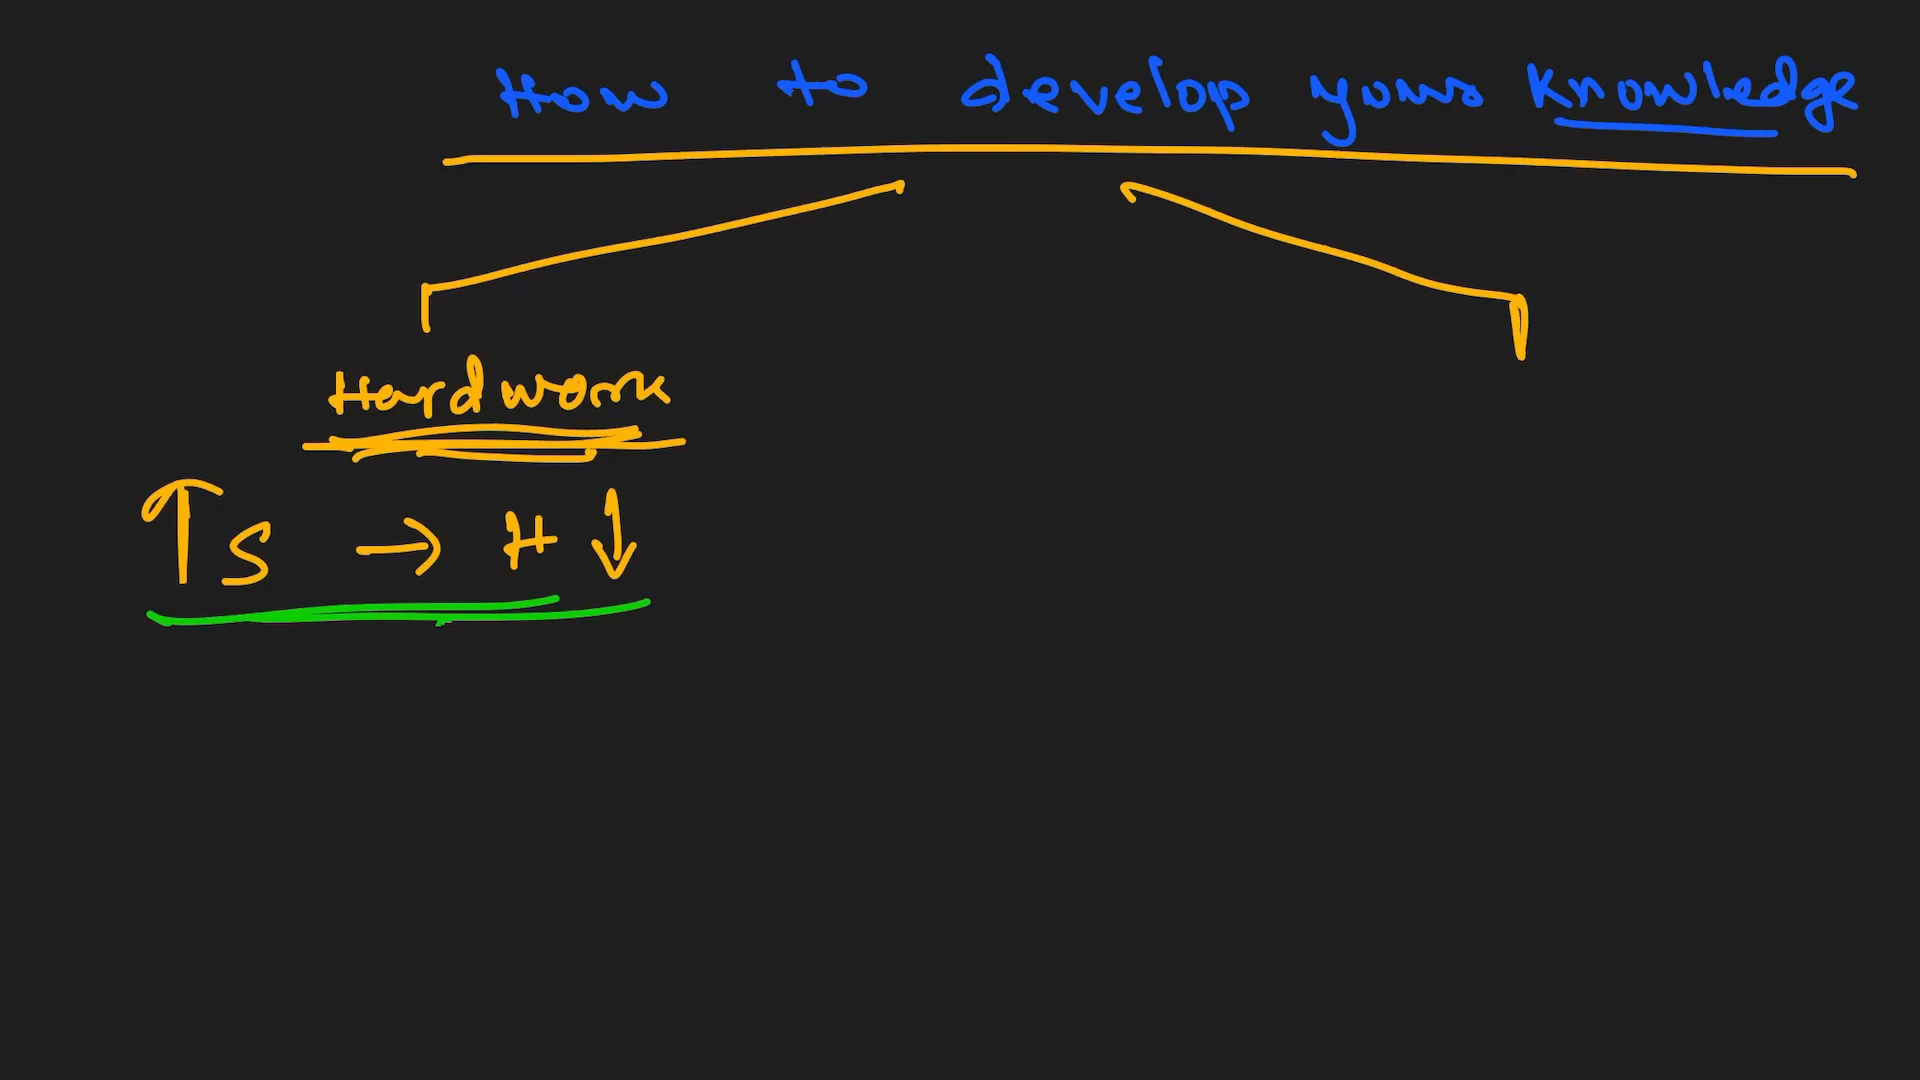 How to develop your knowledge
Hardwork
↑ S → H ↓